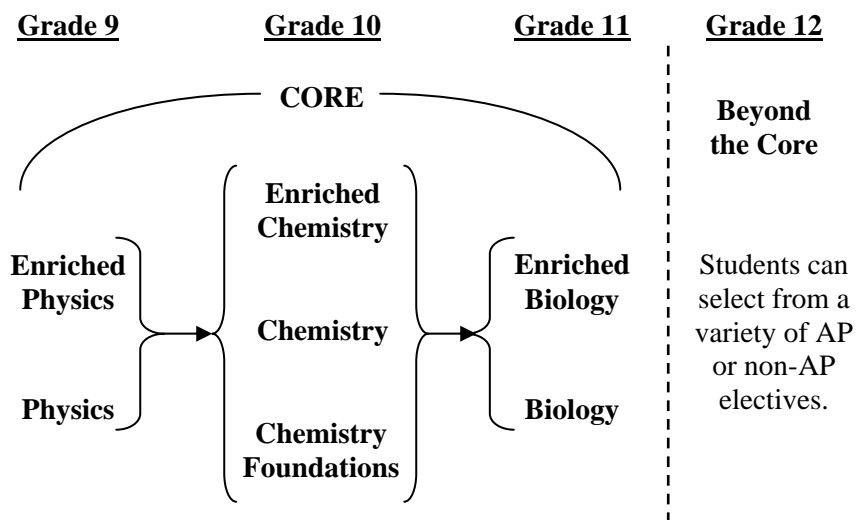 Grade 9 Grade 10 Grade 11 Grade 12
CORE
Beyond
the Core
Enriched
Physics
Physics
Enriched
Chemistry
Chemistry
Chemistry
Foundations
Enriched
Biology
Biology
Students can
select from a
variety of AP
or non-AP
electives.